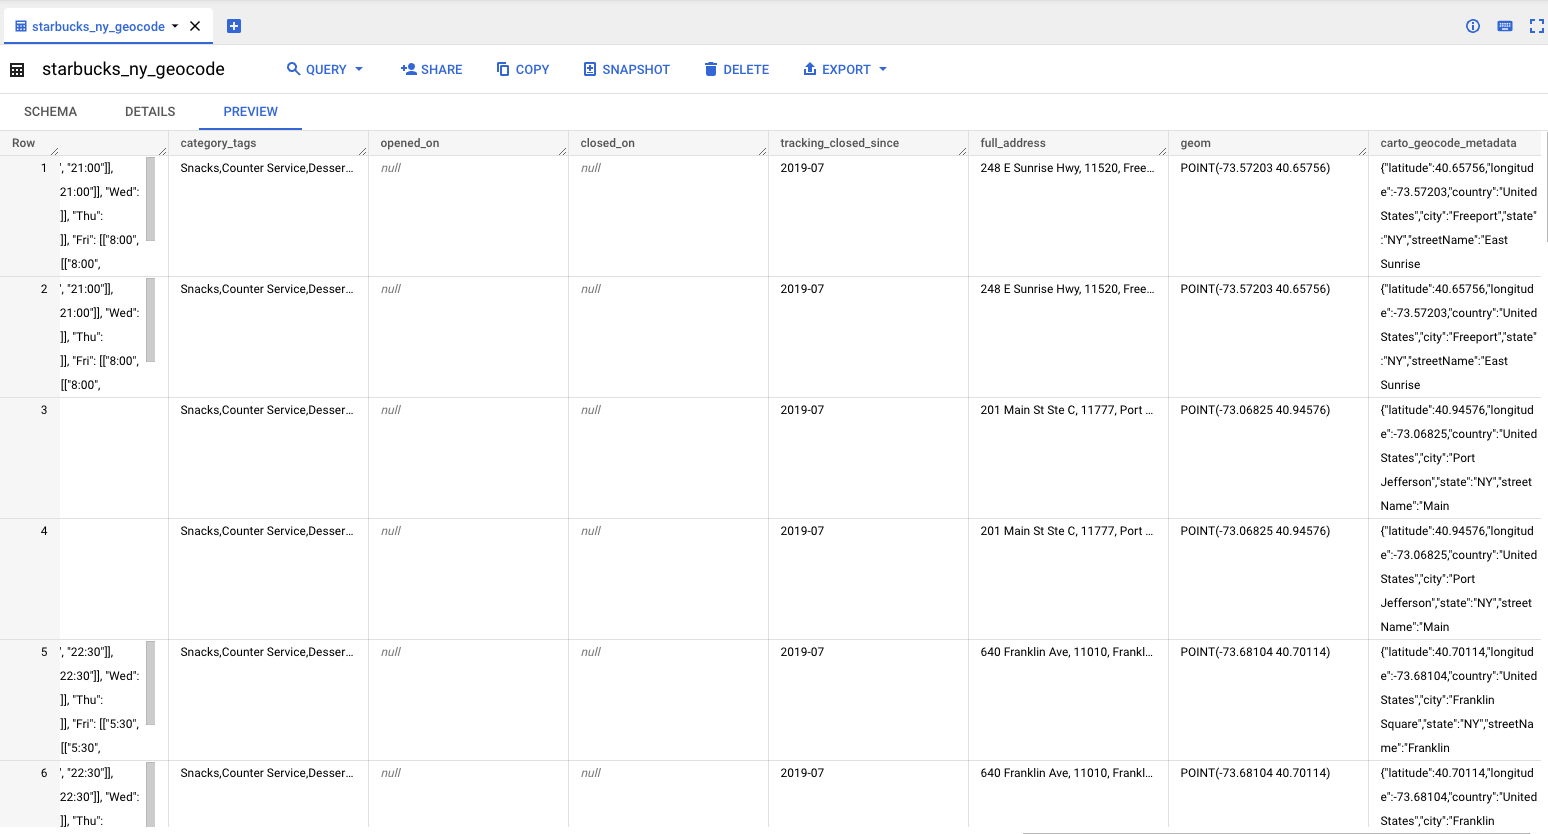 starbucks_ny_geocode
starbucks_ny_geocode QUERY SHARE COPY SNAPSHOT DELETE EXPORT
SCHEMA DETAILS PREVIEW
Row category_tags opened_on closed_on tracking_closed_since full_address geom carto_geocode_metadata
1 ', "21:00"]], Snacks,Counter Service,Desser... null null 2019-07 248 E Sunrise Hwy, 11520, Free... POINT(-73.57203 40.65756) {"latitude":40.65756,"longitud
21:00"]], "Wed": e":-73.57203,"country":"United
]], "Thu": States","city":"Freeport","state"
]], "Fri": [["8:00", :"NY","streetName":"East
[["8:00", Sunrise
2 ', "21:00"]], Snacks,Counter Service,Desser... null null 2019-07 248 E Sunrise Hwy, 11520, Free... POINT(-73.57203 40.65756) {"latitude":40.65756,"longitud
21:00"]], "Wed": e":-73.57203,"country":"United
]], "Thu": States","city":"Freeport","state"
]], "Fri": [["8:00", :"NY","streetName":"East
[["8:00", Sunrise
3 Snacks,Counter Service,Desser... null null 2019-07 201 Main St Ste C, 11777, Port ... POINT(-73.06825 40.94576) {"latitude":40.94576,"longitud
e":-73.06825,"country":"United
States","city":"Port
Jefferson","state":"NY","street
Name":"Main
4 Snacks,Counter Service,Desser... null null 2019-07 201 Main St Ste C, 11777, Port ... POINT(-73.06825 40.94576) {"latitude":40.94576,"longitud
e":-73.06825,"country":"United
States","city":"Port
Jefferson","state":"NY","street
Name":"Main
5 ', "22:30"]], Snacks,Counter Service,Desser... null null 2019-07 640 Franklin Ave, 11010, Frankl... POINT(-73.68104 40.70114) {"latitude":40.70114,"longitud
22:30"]], "Wed": e":-73.68104,"country":"United
]], "Thu": States","city":"Franklin
]], "Fri": [["5:30", Square","state":"NY","streetNa
[["5:30", me":"Franklin
6 ', "22:30"]], Snacks,Counter Service,Desser... null null 2019-07 640 Franklin Ave, 11010, Frankl... POINT(-73.68104 40.70114) {"latitude":40.70114,"longitud
22:30"]], "Wed": e":-73.68104,"country":"United
]], "Thu": States","city":"Franklin